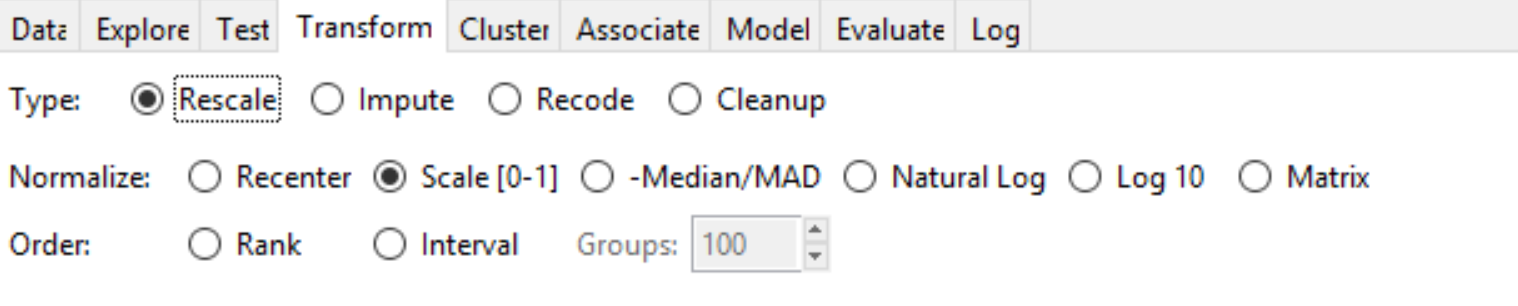 Data Explore Test Transform Cluster Associate Model Evaluate Log
Type: Rescale Impute Recode Cleanup
Normalize: Recenter Scale [0-1] -Median/MAD Natural Log Log 10 Matrix
Order: Rank Interval Groups: 100